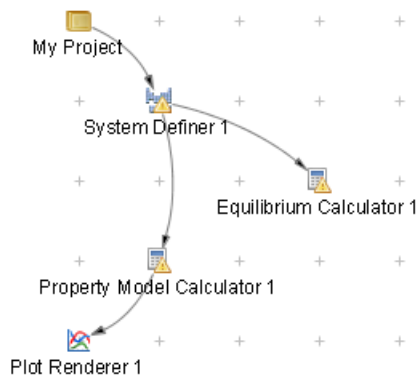 My Project
System Definer 1
Equilibrium Calculator 1
Property Model Calculator 1
Plot Renderer 1